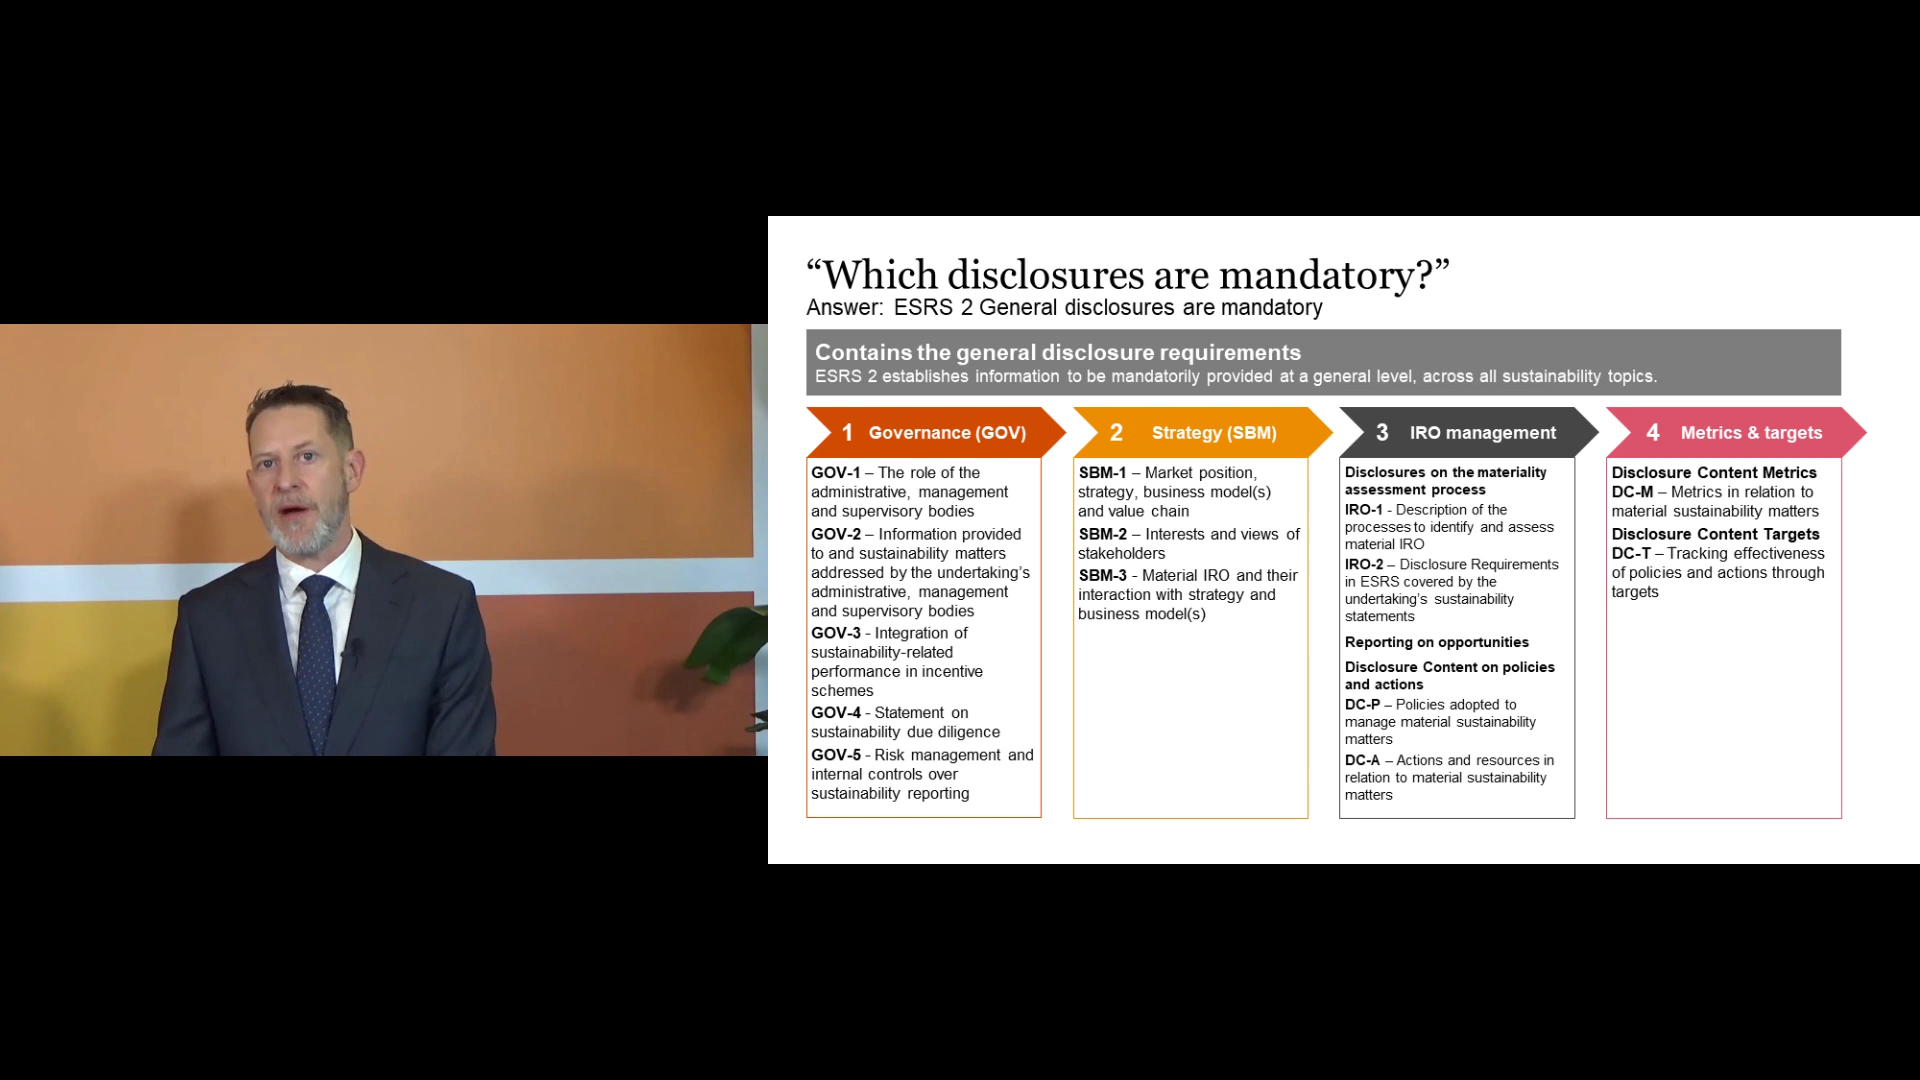 “Which disclosures are mandatory?”
Answer: ESRS 2 General disclosures are mandatory
Contains the general disclosure requirements
ESRS 2 establishes information to be mandatorily provided at a general level, across all sustainability topics.
1 Governance (GOV)
GOV-1 – The role of the
administrative, management
and supervisory bodies
GOV-2 – Information provided
to and sustainability matters
addressed by the undertaking’s
administrative, management
and supervisory bodies
GOV-3 - Integration of
sustainability-related
performance in incentive
schemes
GOV-4 - Statement on
sustainability due diligence
GOV-5 - Risk management and
internal controls over
sustainability reporting
2 Strategy (SBM)
SBM-1 – Market position,
strategy, business model(s)
and value chain
SBM-2 – Interests and views of
stakeholders
SBM-3 - Material IRO and their
interaction with strategy and
business model(s)
3 IRO management
Disclosures on the materiality
assessment process
IRO-1 - Description of the
processes to identify and assess
material IRO
IRO-2 – Disclosure Requirements
in ESRS covered by the
undertaking’s sustainability
statements
Reporting on opportunities
Disclosure Content on policies
and actions
DC-P – Policies adopted to
manage material sustainability
matters
DC-A – Actions and resources in
relation to material sustainability
matters
4 Metrics & targets
Disclosure Content Metrics
DC-M – Metrics in relation to
material sustainability matters
Disclosure Content Targets
DC-T – Tracking effectiveness
of policies and actions through
targets